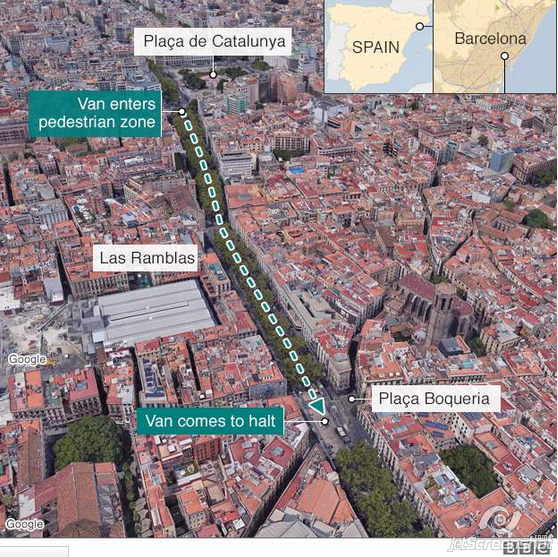 Plaça de Catalunya
SPAIN
Barcelona
Van enters
pedestrian zone
Las Ramblas
Google
Plaça Boqueria
Van comes to halt
Google
BBC
jetScreenshot